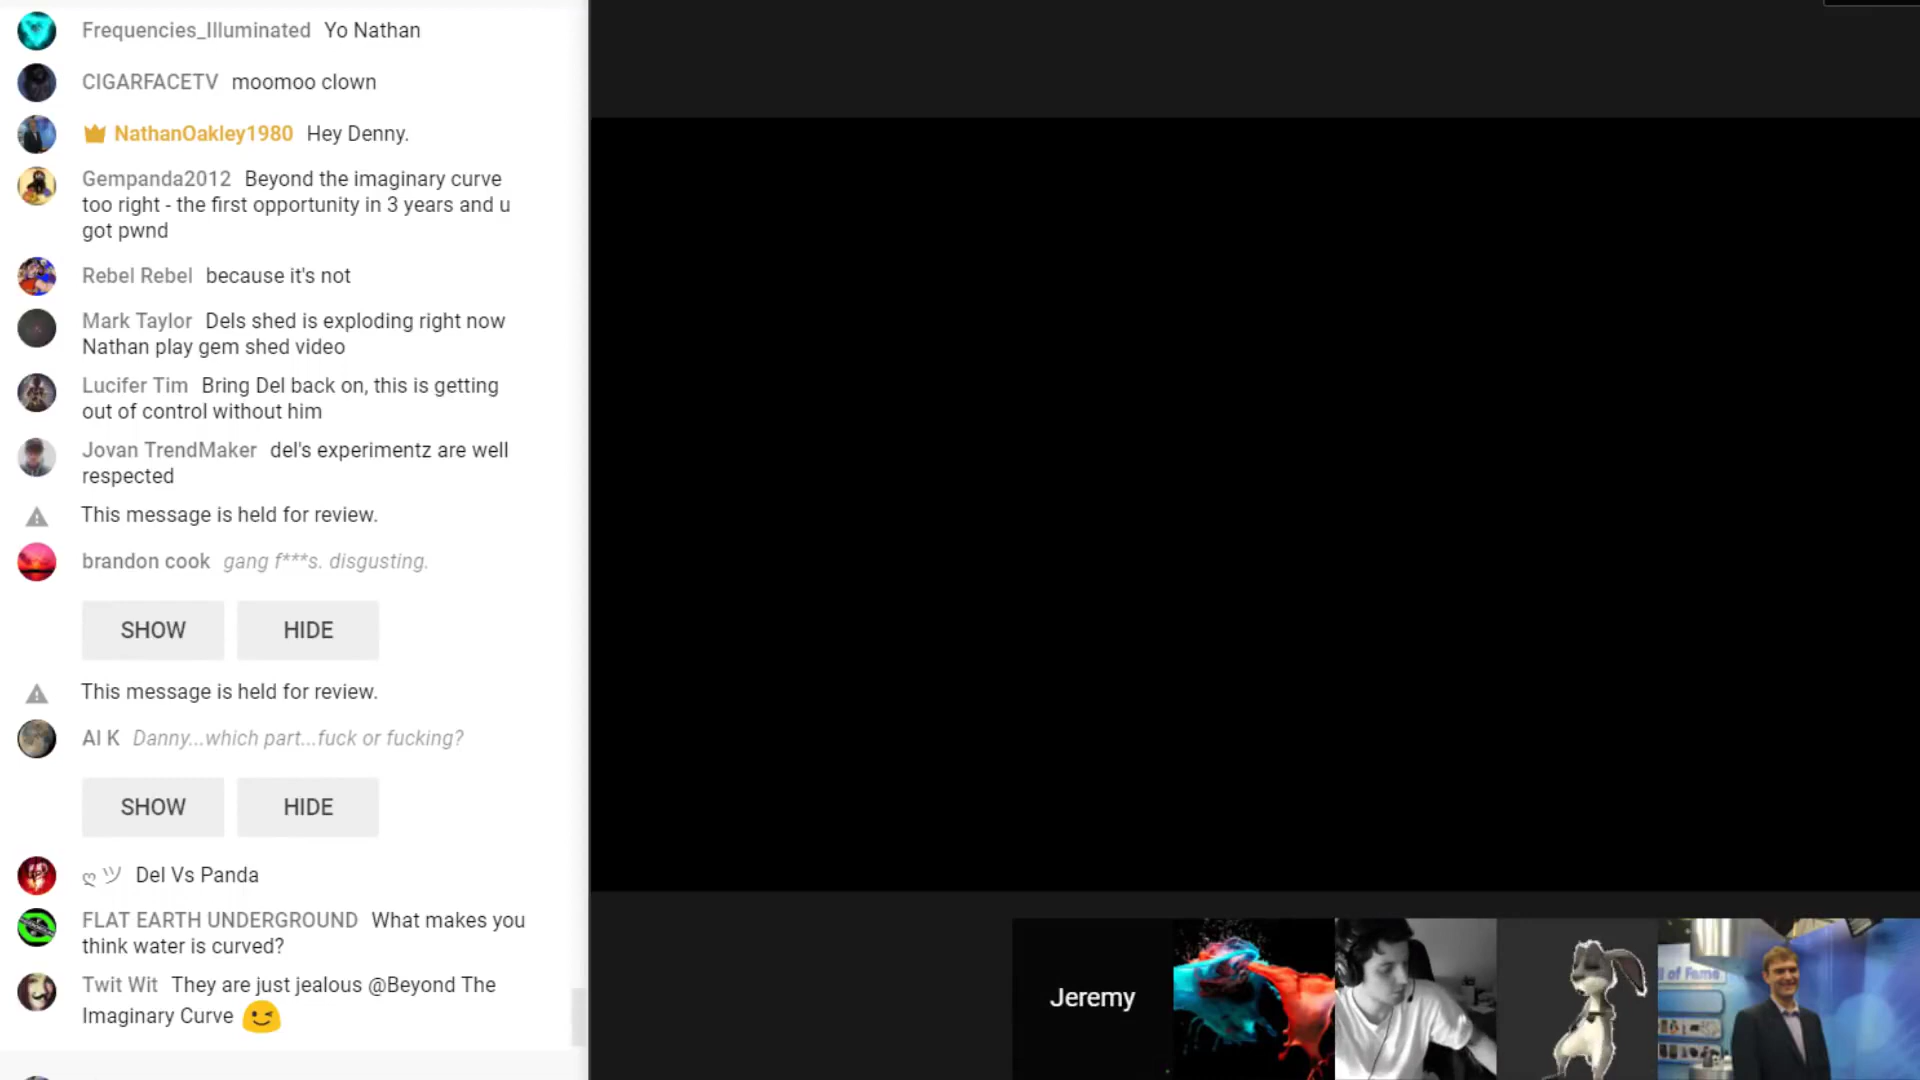 Frequencies_Illuminated Yo Nathan
CIGARFACETV moomoo clown
NathanOakley1980 Hey Denny.
Gempanda2012 Beyond the imaginary curve
too right - the first opportunity in 3 years and u
got pwnd
Rebel Rebel because it's not
Mark Taylor Dels shed is exploding right now
Nathan play gem shed video
Lucifer Tim Bring Del back on, this is getting
out of control without him
Jovan TrendMaker del's experimentz are well
respected
This message is held for review.
brandon cook gang f***s. disgusting.
SHOW HIDE
This message is held for review.
Al K Danny...which part...fuck or fucking?
SHOW HIDE
ღ ツ Del Vs Panda
FLAT EARTH UNDERGROUND What makes you
think water is curved?
Twit Wit They are just jealous @Beyond The
Imaginary Curve 😉
Jeremy
l of Fame